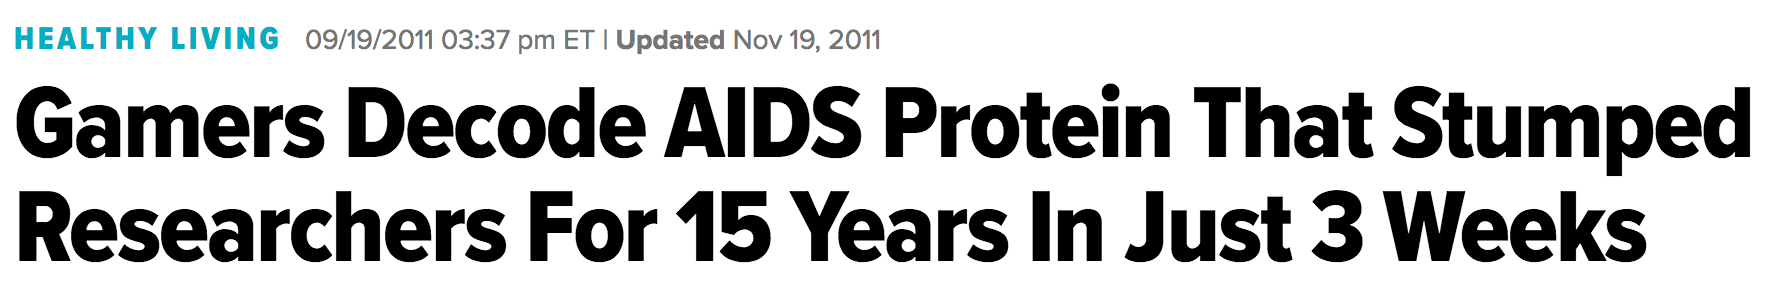 HEALTHY LIVING 09/19/2011 03:37 pm ET | Updated Nov 19, 2011
Gamers Decode AIDS Protein That Stumped
Researchers For 15 Years In Just 3 Weeks